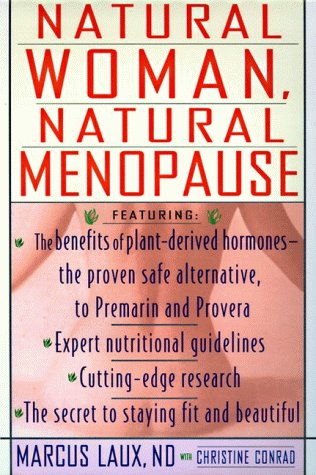 NATURAL
WOMAN,
NATURAL
MENOPAUSE
FEATURING:
The benefits of plant-derived hormones–
the proven safe alternative,
to Premarin and Provera
Expert nutritional guidelines
Cutting-edge research
The secret to staying fit and beautiful
MARCUS LAUX, ND WITH CHRISTINE CONRAD